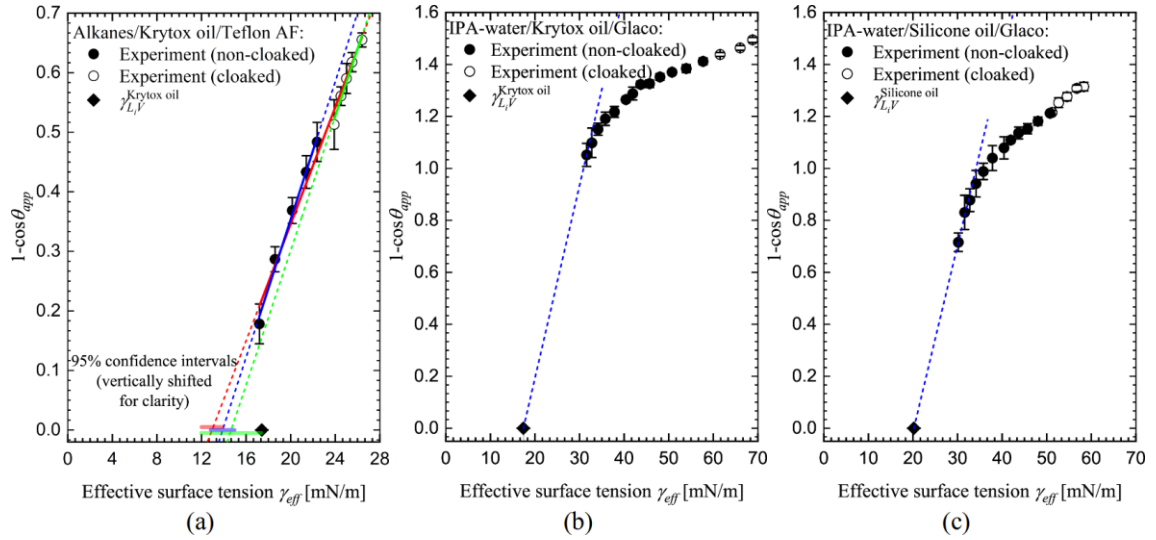 Alkanes/Krytox oil/Teflon AF:
Experiment (non-cloaked)
Experiment (cloaked)
γ_{L_iV}^{Krytox oil}
95% confidence intervals
(vertically shifted
for clarity)
1-cosθ_{app}
0.7
0.6
0.5
0.4
0.3
0.2
0.1
0.0
0 4 8 12 16 20 24 28
Effective surface tension γ_{eff} [mN/m]
(a)
IPA-water/Krytox oil/Glaco:
Experiment (non-cloaked)
Experiment (cloaked)
γ_{L_iV}^{Krytox oil}
1-cosθ_{app}
1.6
1.4
1.2
1.0
0.8
0.6
0.4
0.2
0.0
0 10 20 30 40 50 60 70
Effective surface tension γ_{eff} [mN/m]
(b)
IPA-water/Silicone oil/Glaco:
Experiment (non-cloaked)
Experiment (cloaked)
γ_{L_iV}^{Silicone oil}
1-cosθ_{app}
1.6
1.4
1.2
1.0
0.8
0.6
0.4
0.2
0.0
0 10 20 30 40 50 60 70
Effective surface tension γ_{eff} [mN/m]
(c)